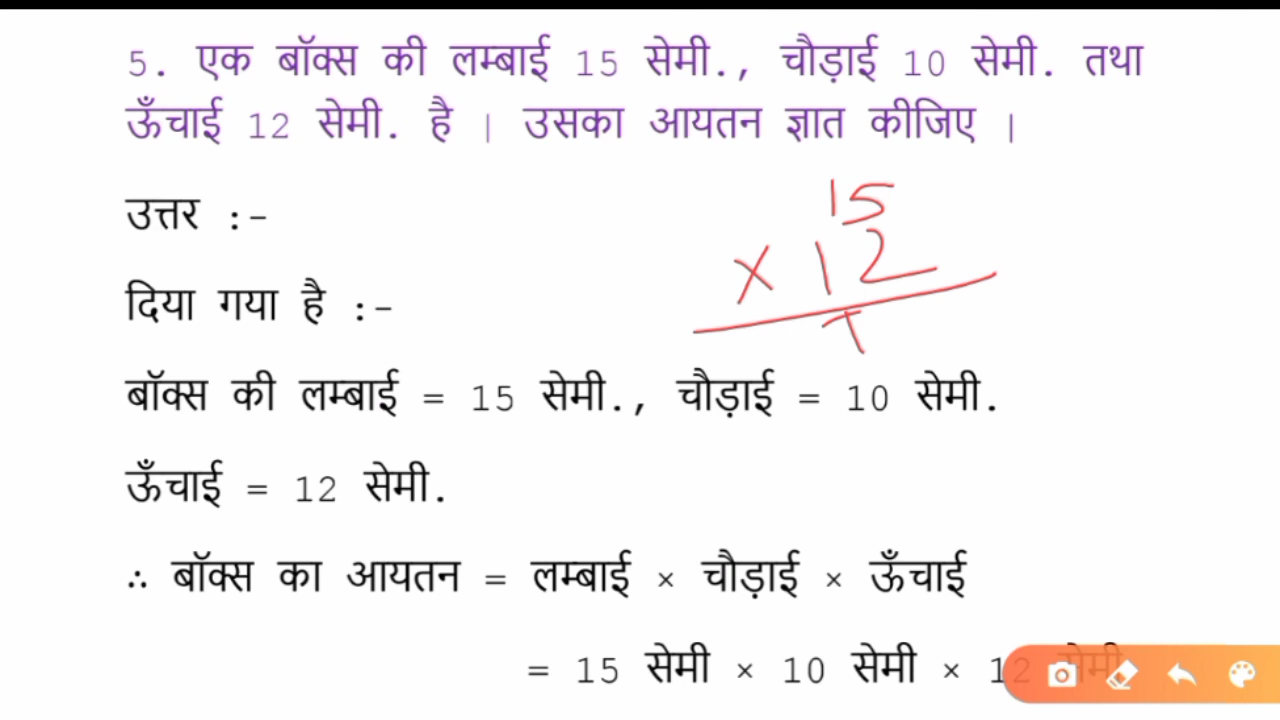 5. एक बॉक्स की लम्बाई 15 सेमी., चौड़ाई 10 सेमी. तथा
ऊँचाई 12 सेमी. है | उसका आयतन ज्ञात कीजिए |
उत्तर :-
15
× 12
दिया गया है :-
बॉक्स की लम्बाई = 15 सेमी., चौड़ाई = 10 सेमी.
ऊँचाई = 12 सेमी.
∴ बॉक्स का आयतन = लम्बाई × चौड़ाई × ऊँचाई
= 15 सेमी × 10 सेमी × 12 सेमी